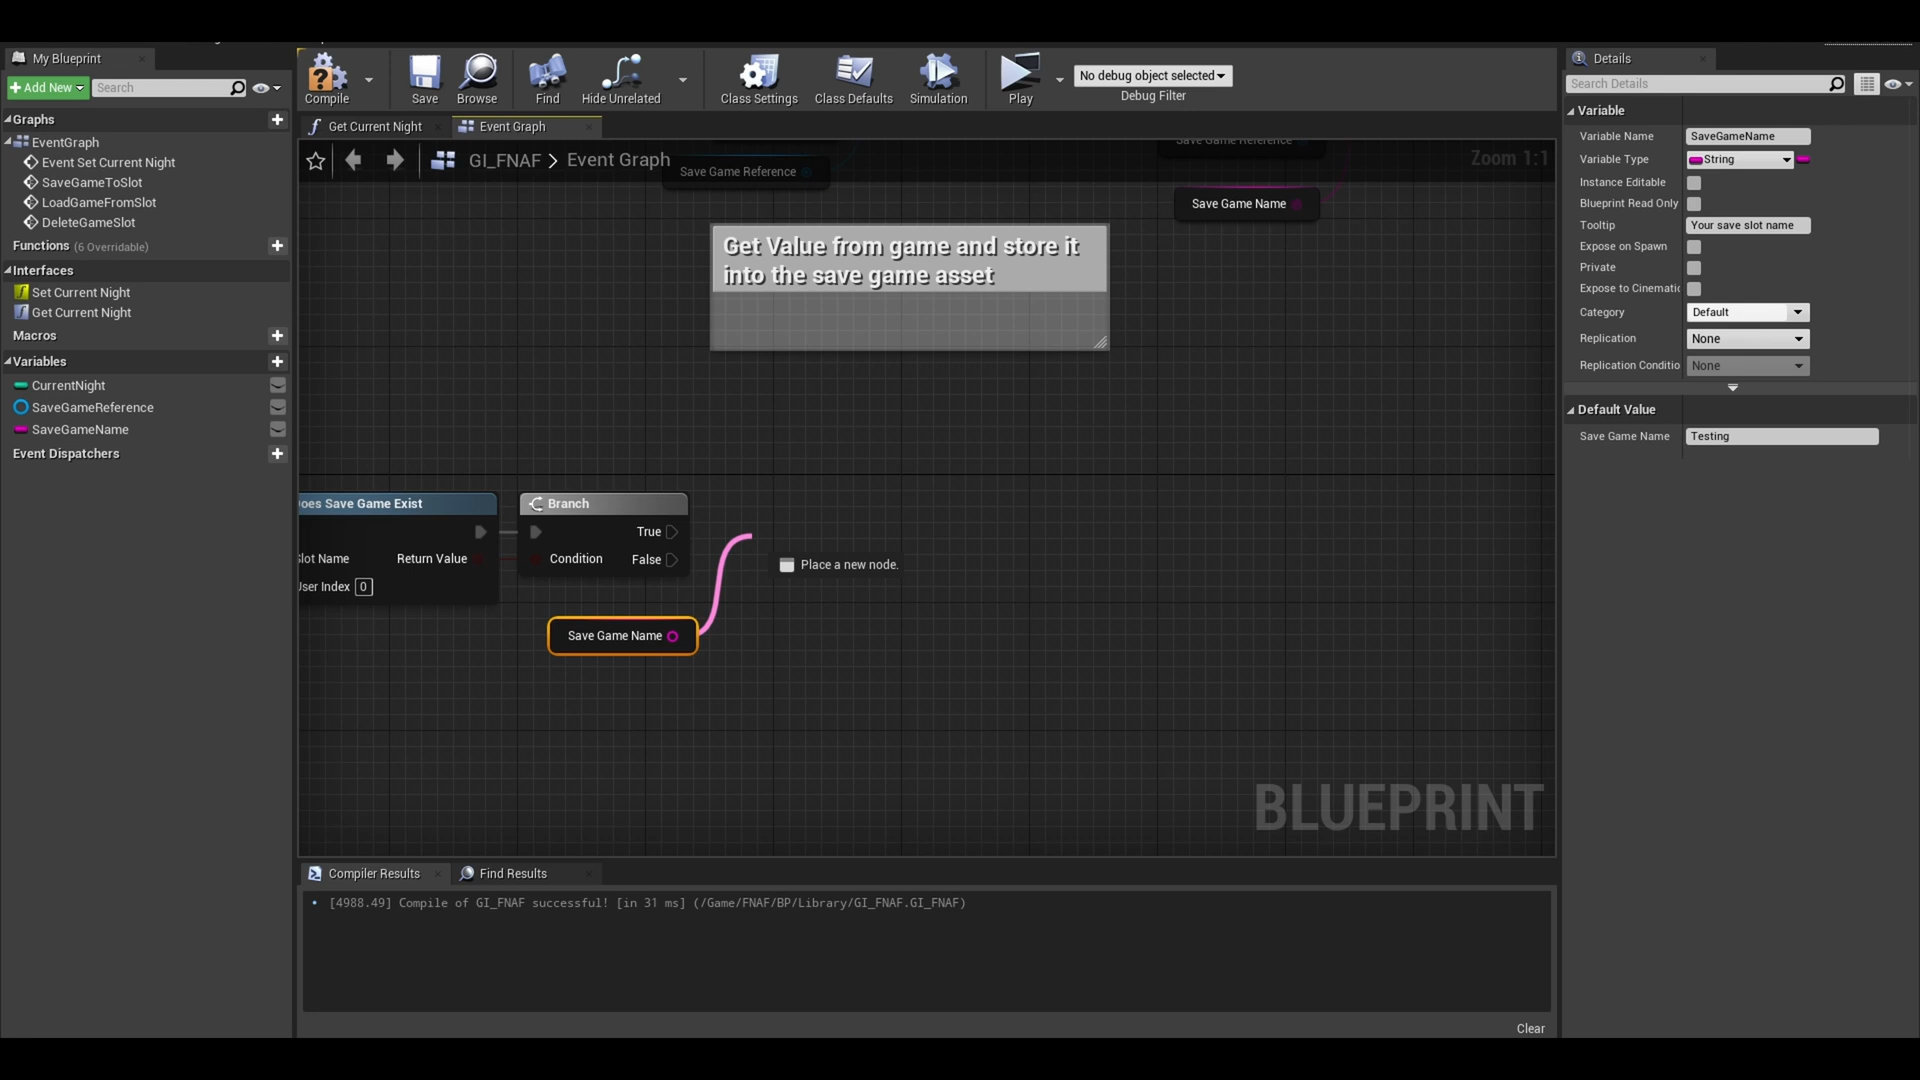 My Blueprint
Add New
Search
Graphs
EventGraph
Event Set Current Night
SaveGameToSlot
LoadGameFromSlot
DeleteGameSlot
Functions (6 Overridable)
Interfaces
Set Current Night
Get Current Night
Macros
Variables
CurrentNight
SaveGameReference
SaveGameName
Event Dispatchers
Compile
Save
Browse
Find
Hide Unrelated
Class Settings
Class Defaults
Simulation
Play
No debug object selected
Debug Filter
Get Current Night
Event Graph
GI_FNAF > Event Graph
Zoom 1:1
Save Game Reference
Save Game Reference
Save Game Name
Get Value from game and store it
into the save game asset
oes Save Game Exist
Slot Name
Return Value
User Index 0
Branch
True
Condition
False
Place a new node.
Save Game Name
BLUEPRINT
Compiler Results
Find Results
[4988.49] Compile of GI_FNAF successful! [in 31 ms] (/Game/FNAF/BP/Library/GI_FNAF.GI_FNAF)
Clear
Details
Search Details
Variable
Variable Name SaveGameName
Variable Type String
Instance Editable
Blueprint Read Only
Tooltip Your save slot name
Expose on Spawn
Private
Expose to Cinematic
Category Default
Replication None
Replication Conditio None
Default Value
Save Game Name Testing